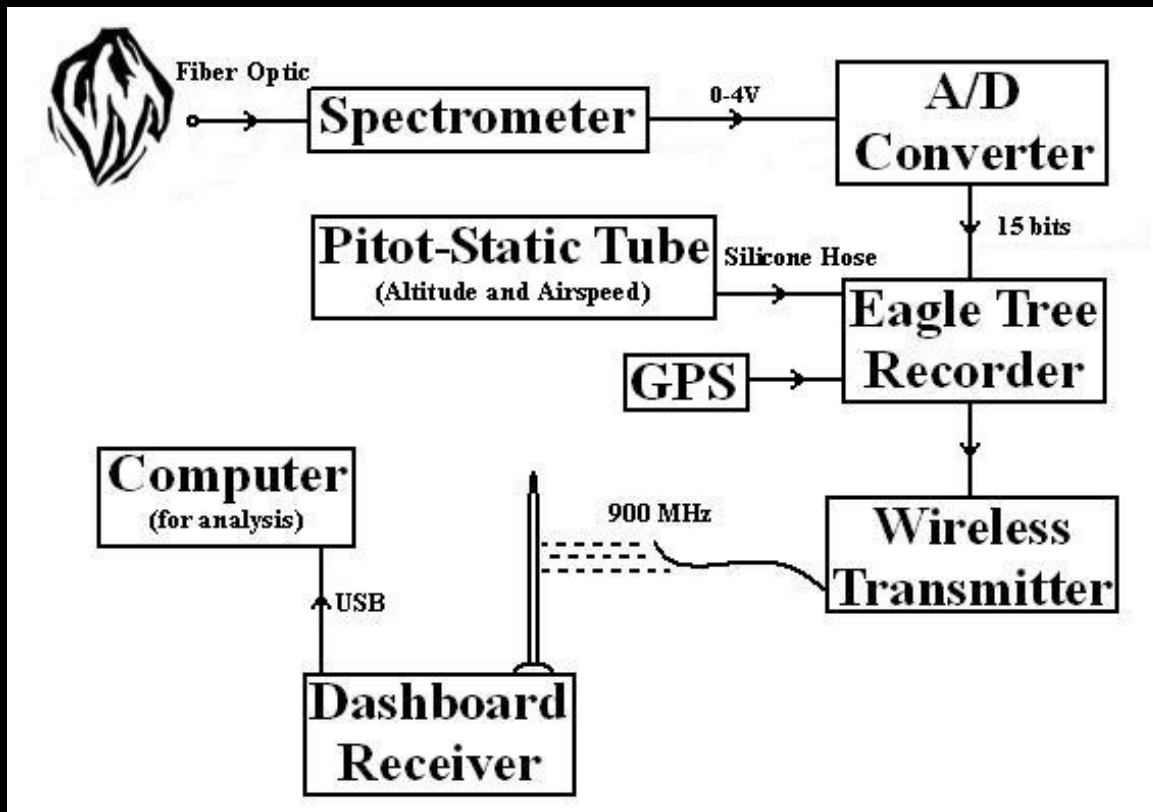 Fiber Optic
Spectrometer
0-4V
A/D
Converter
15 bits
Pitot-Static Tube
(Altitude and Airspeed)
Silicone Hose
Eagle Tree
Recorder
GPS
Computer
(for analysis)
900 MHz
Wireless
Transmitter
USB
Dashboard
Receiver